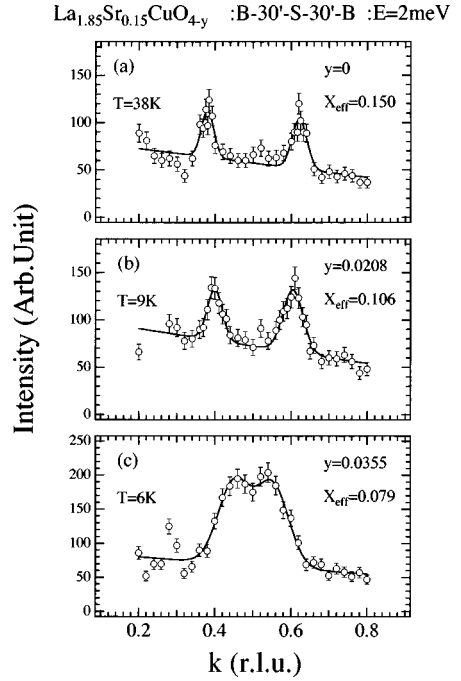 La1.85Sr0.15CuO4-y :B-30'-S-30'-B :E=2meV
(a) y=0
T=38K Xeff=0.150
150
100
50
0
(b) y=0.0208
T=9K Xeff=0.106
150
100
50
0
(c) y=0.0355
T=6K Xeff=0.079
250
200
150
100
50
0
Intensity (Arb.Unit)
0.2 0.4 0.6 0.8
k (r.l.u.)